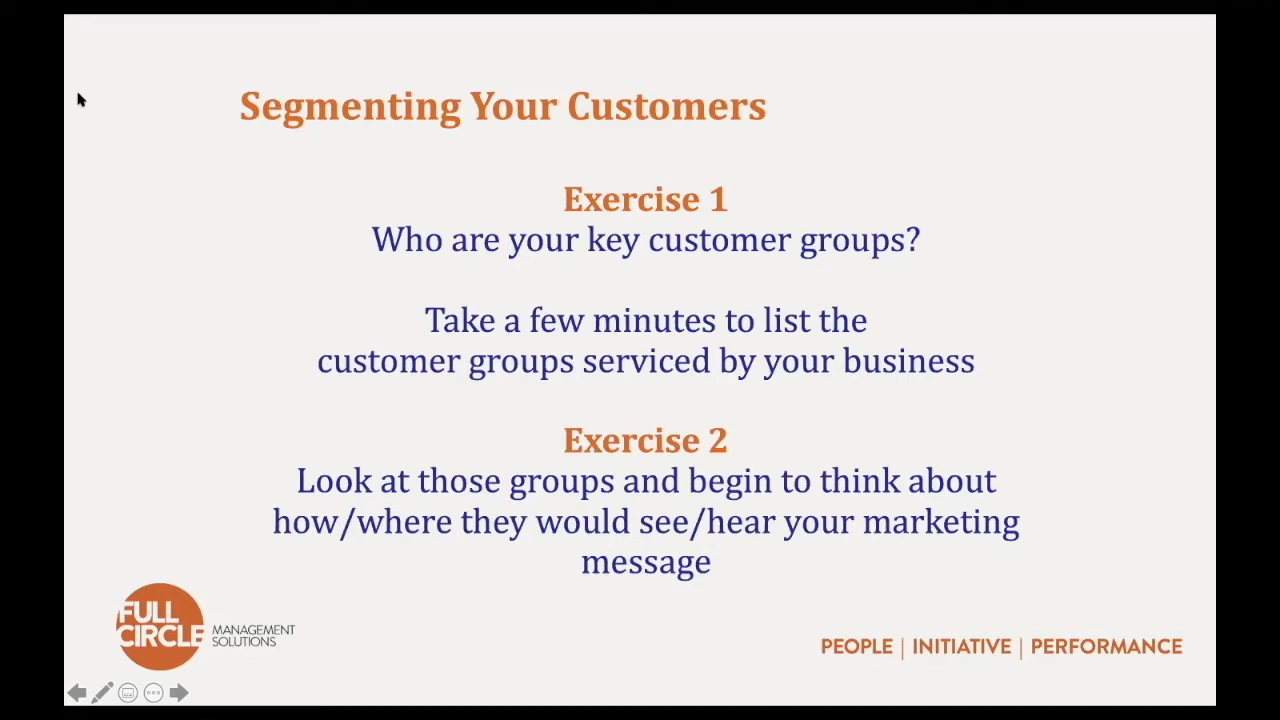 Segmenting Your Customers
Exercise 1
Who are your key customer groups?
Take a few minutes to list the
customer groups serviced by your business
Exercise 2
Look at those groups and begin to think about
how/where they would see/hear your marketing
message
FULL
CIRCLE
MANAGEMENT
SOLUTIONS
PEOPLE | INITIATIVE | PERFORMANCE